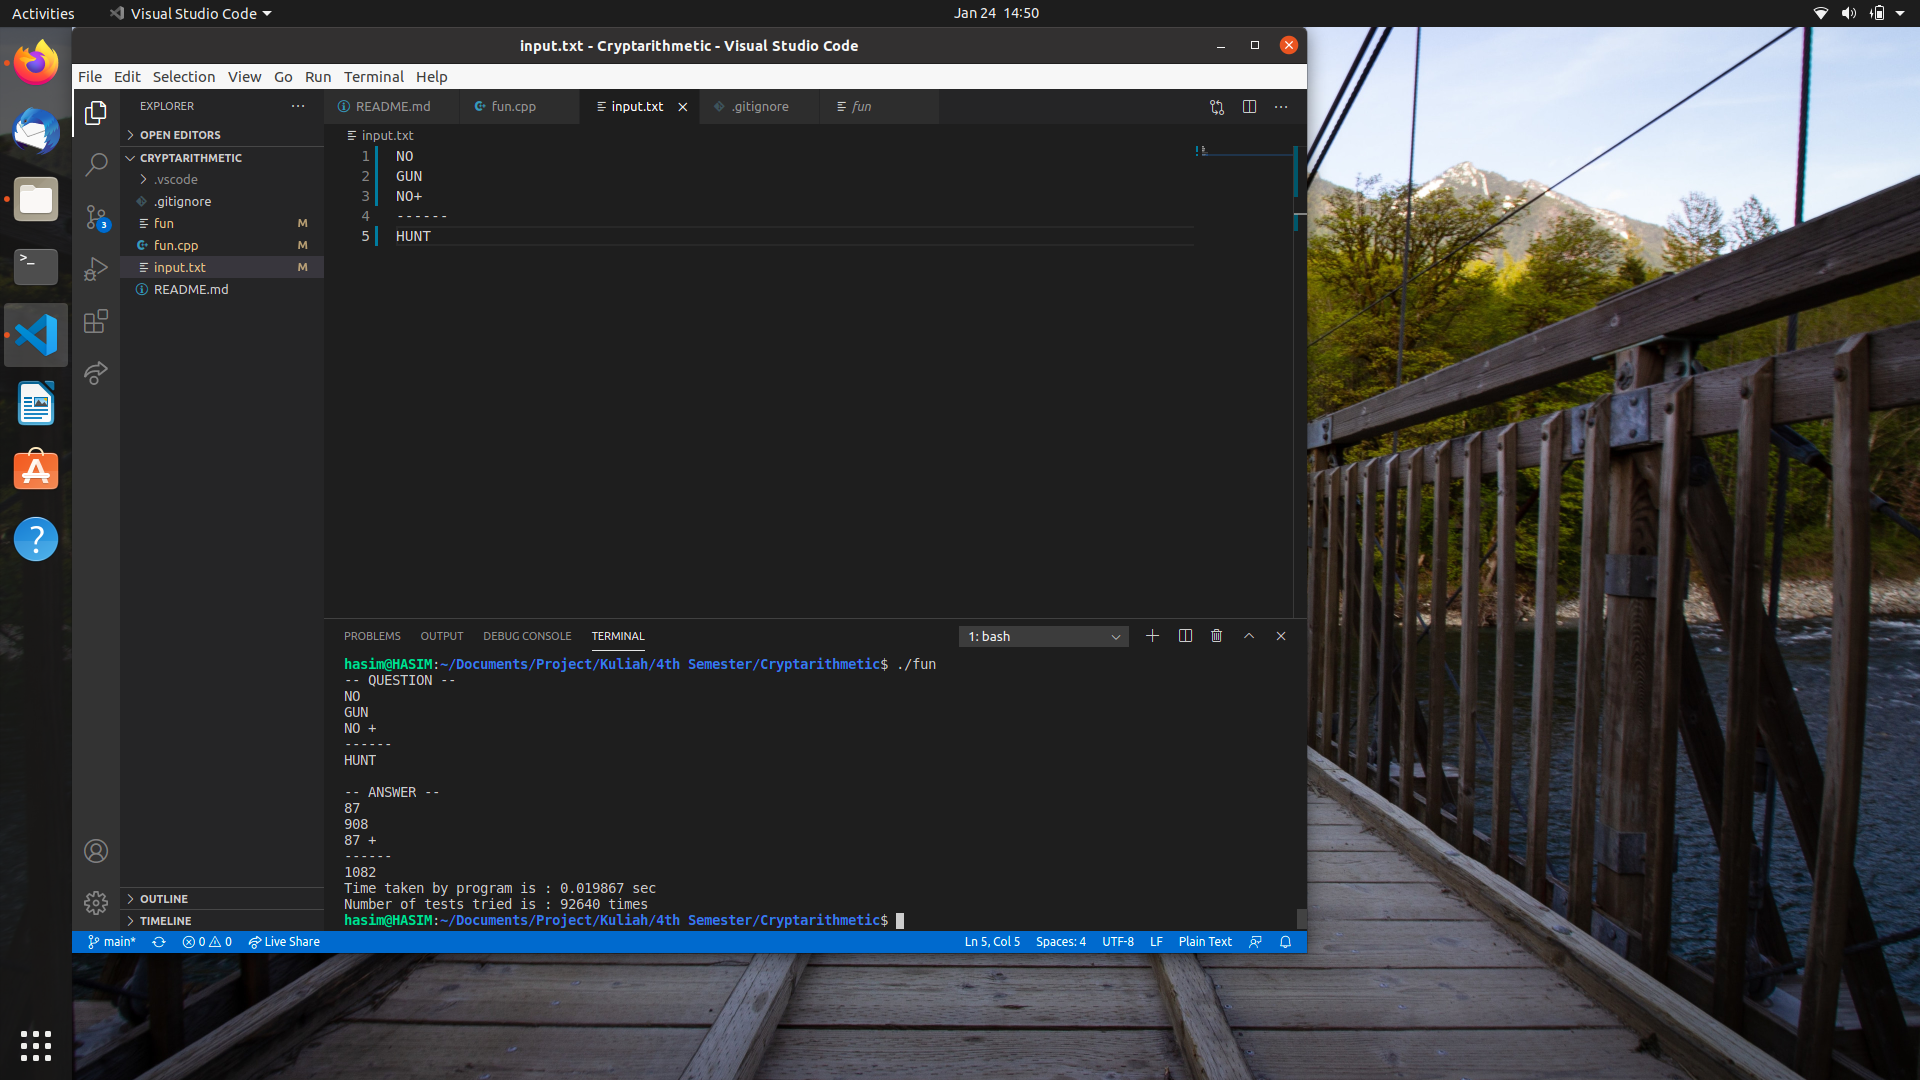 Activities
Visual Studio Code
Jan 24 14:50
input.txt - Cryptarithmetic - Visual Studio Code
File Edit Selection View Go Run Terminal Help
EXPLORER
OPEN EDITORS
CRYPTARITHMETIC
.vscode
.gitignore
fun M
fun.cpp M
input.txt M
README.md
OUTLINE
TIMELINE
3
README.md fun.cpp input.txt .gitignore fun
input.txt
1 NO
2 GUN
3 NO+
4 ------
5 HUNT
PROBLEMS OUTPUT DEBUG CONSOLE TERMINAL
1: bash
hasim@HASIM:~/Documents/Project/Kuliah/4th Semester/Cryptarithmetic$ ./fun
-- QUESTION --
NO
GUN
NO +
------
HUNT
-- ANSWER --
87
908
87 +
------
1082
Time taken by program is : 0.019867 sec
Number of tests tried is : 92640 times
hasim@HASIM:~/Documents/Project/Kuliah/4th Semester/Cryptarithmetic$
main* 0 0 Live Share
Ln 5, Col 5 Spaces: 4 UTF-8 LF Plain Text